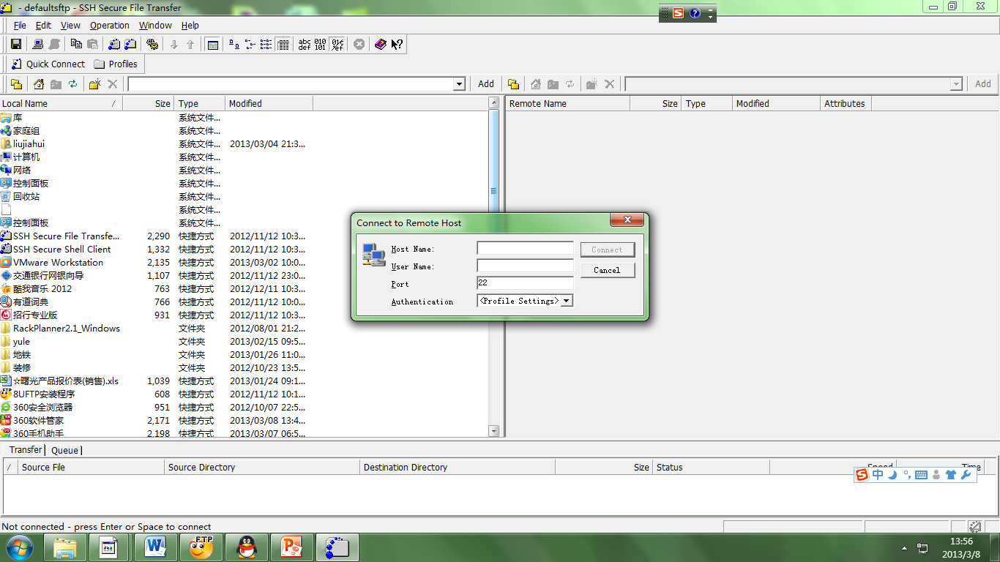 - defaultsftp - SSH Secure File Transfer
File Edit View Operation Window Help
Quick Connect Profiles
Add Add
Local Name / Size Type Modified
Remote Name Size Type Modified Attributes
库 系统文件...
家庭组 系统文件...
liujiahui 系统文件... 2013/03/04 21:3...
计算机 系统文件...
网络 系统文件...
控制面板 系统文件...
回收站 系统文件...
系统文件...
控制面板 系统文件...
SSH Secure File Transfe... 2,290 快捷方式 2012/11/12 10:3...
SSH Secure Shell Client 1,332 快捷方式 2012/11/12 10:3...
VMware Workstation 2,135 快捷方式 2013/03/02 10:0...
交通银行网银向导 1,107 快捷方式 2012/11/12 23:0...
酷我音乐 2012 763 快捷方式 2012/12/11 10:3...
有道词典 766 快捷方式 2012/11/12 10:0...
招行专业版 931 快捷方式 2012/11/12 10:3...
RackPlanner2.1_Windows 文件夹 2012/08/01 21:2...
yule 文件夹 2013/02/15 09:5...
地铁 文件夹 2013/01/26 11:0...
装修 文件夹 2012/10/23 13:5...
☆曙光产品报价表(销售).xls 1,039 快捷方式 2013/01/24 09:1...
8UFTP安装程序 608 快捷方式 2012/11/12 10:1...
360安全浏览器 951 快捷方式 2012/10/07 22:5...
360软件管家 2,171 快捷方式 2013/03/08 13:4...
360手机助手 2,198 快捷方式 2013/03/07 06:5...
Connect to Remote Host
Host Name: Connect
User Name: Cancel
Port 22
Authentication <Profile Settings>
Transfer Queue
/ Source File Source Directory Destination Directory Size Status Speed Time
中
Not connected - press Enter or Space to connect
FTP
13:56
2013/3/8